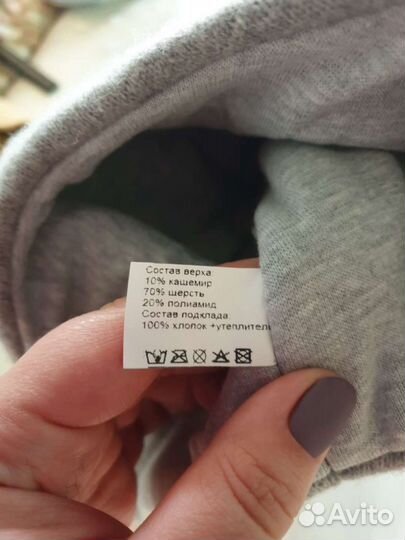 Состав верха
10% кашемир
70% шерсть
20% полиамид
Состав подклада
100% хлопок +утеплитель
Avito